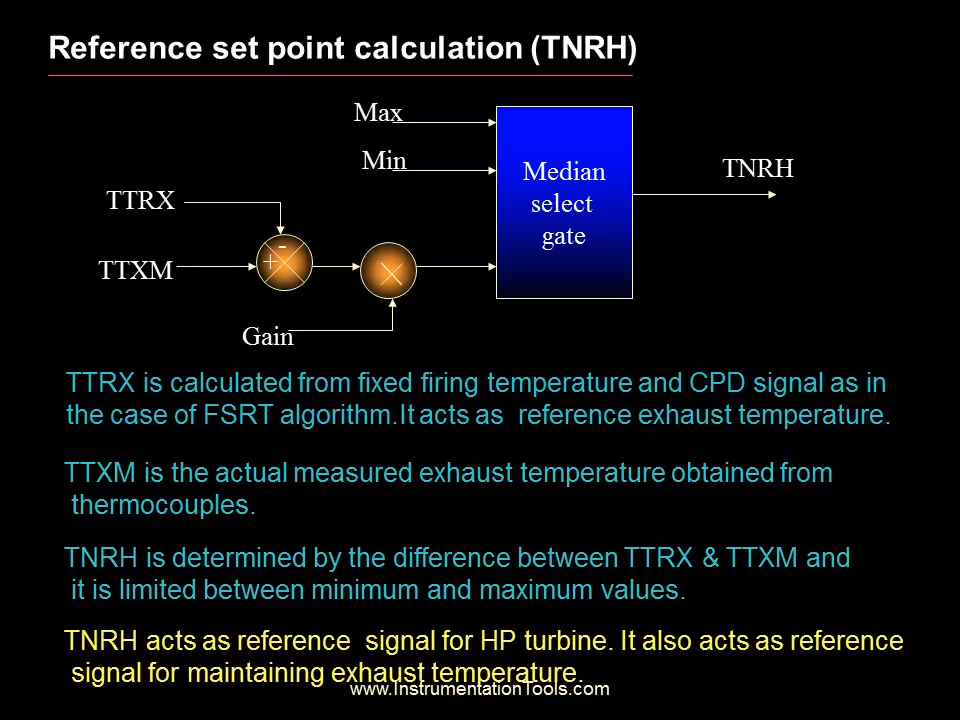 Reference set point calculation (TNRH)
Max
Min
Median
select
gate
TNRH
TTRX
-
+
TTXM
Gain
TTRX is calculated from fixed firing temperature and CPD signal as in
the case of FSRT algorithm.It acts as reference exhaust temperature.
TTXM is the actual measured exhaust temperature obtained from
thermocouples.
TNRH is determined by the difference between TTRX & TTXM and
it is limited between minimum and maximum values.
TNRH acts as reference signal for HP turbine. It also acts as reference
signal for maintaining exhaust temperature.
www.InstrumentationTools.com